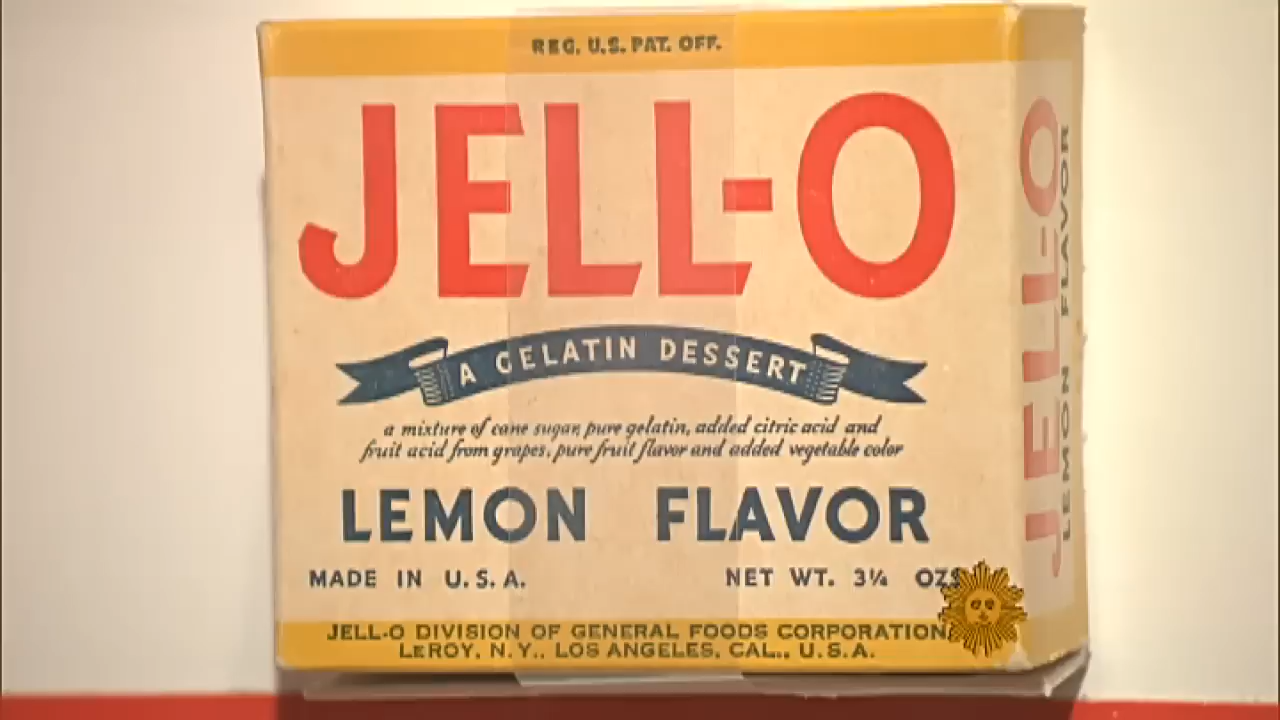 REG. U.S. PAT. OFF.
JELL-O
A GELATIN DESSERT
a mixture of cane sugar, pure gelatin, added citric acid and
fruit acid from grapes, pure fruit flavor and added vegetable color
LEMON FLAVOR
MADE IN U.S.A. NET WT. 3¼ OZS
JELL-O DIVISION OF GENERAL FOODS CORPORATION
LEROY, N.Y., LOS ANGELES, CAL., U.S.A.
JELL-O
LEMON FLAVOR